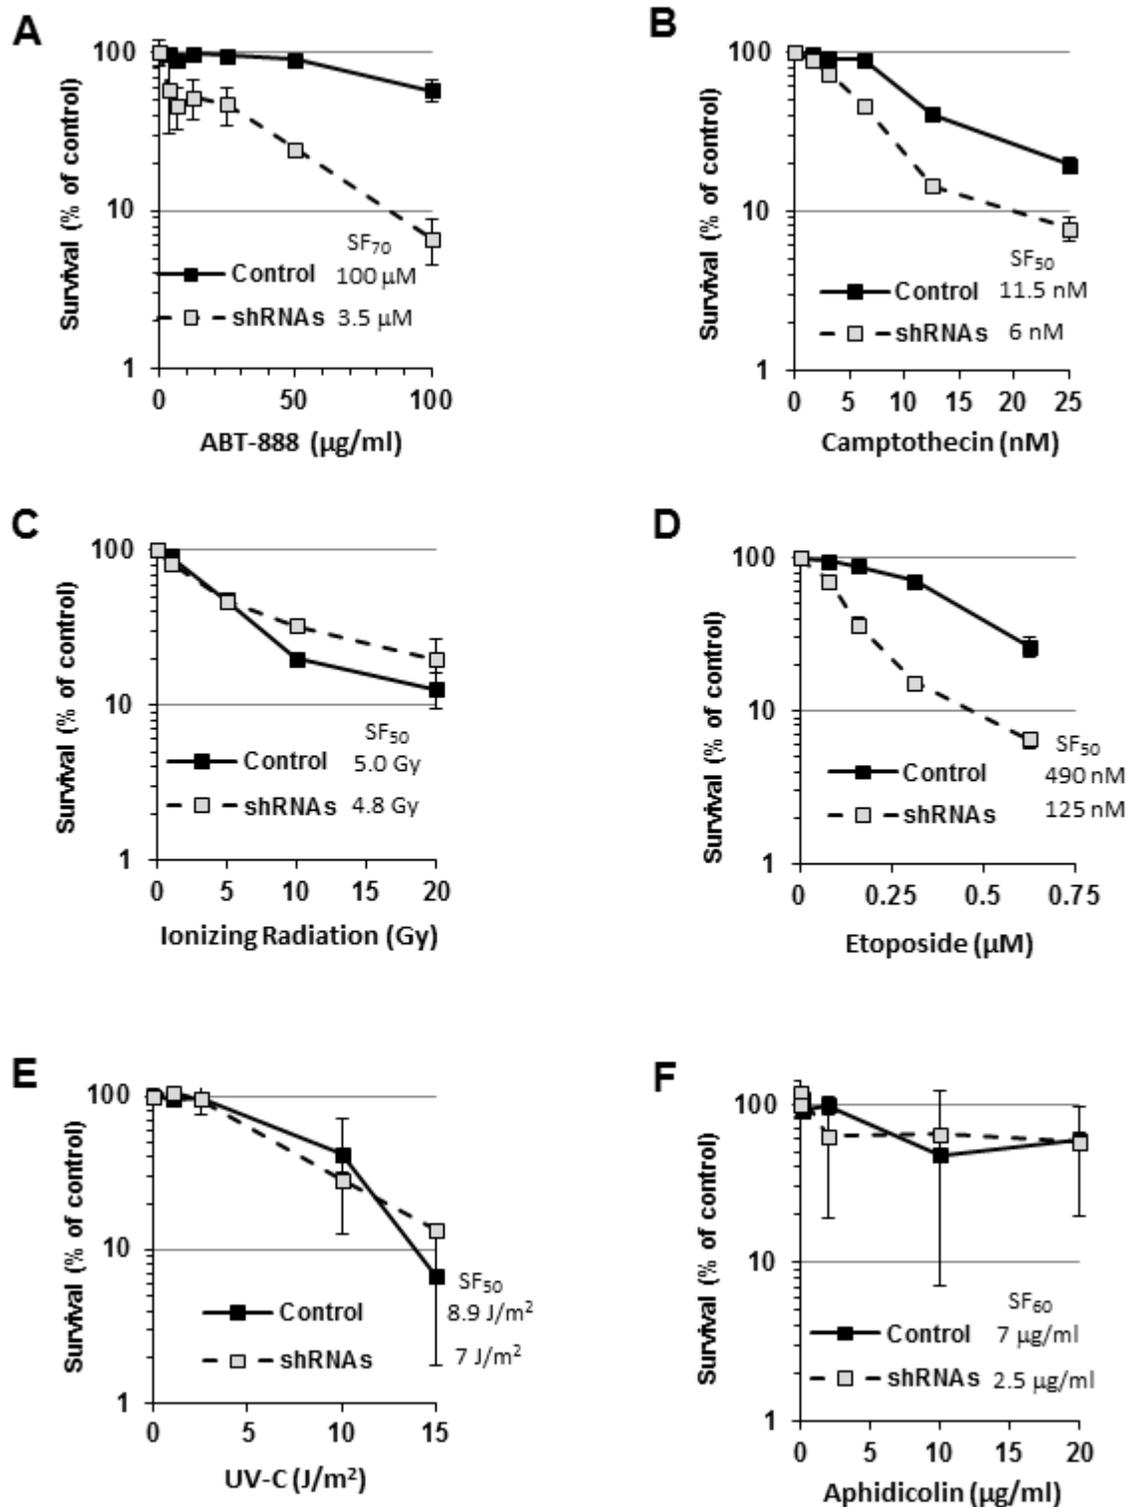 A
Survival (% of control)
100
10
1
SF70
Control 100 µM
shRNAs 3.5 µM
0 50 100
ABT-888 (µg/ml)
B
Survival (% of control)
100
10
1
SF50
Control 11.5 nM
shRNAs 6 nM
0 5 10 15 20 25
Camptothecin (nM)
C
Survival (% of control)
100
10
1
SF50
Control 5.0 Gy
shRNAs 4.8 Gy
0 5 10 15 20
Ionizing Radiation (Gy)
D
Survival (% of control)
100
10
1
SF50
Control 490 nM
shRNAs 125 nM
0 0.25 0.5 0.75
Etoposide (µM)
E
Survival (% of control)
100
10
1
SF50
Control 8.9 J/m²
shRNAs 7 J/m²
0 5 10 15
UV-C (J/m²)
F
Survival (% of control)
100
10
1
SF60
Control 7 µg/ml
shRNAs 2.5 µg/ml
0 5 10 15 20
Aphidicolin (µg/ml)